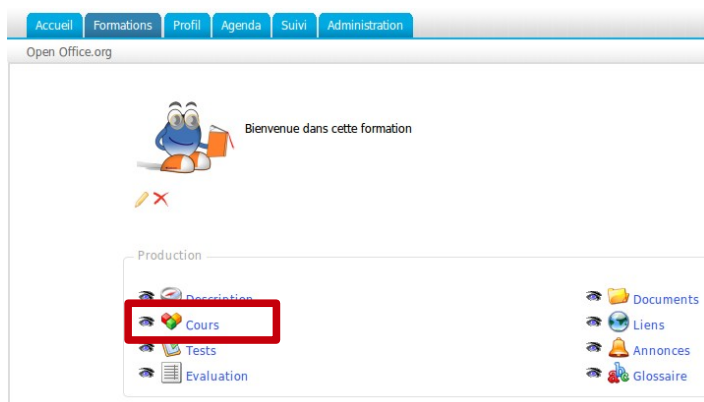 Accueil Formations Profil Agenda Suivi Administration
Open Office.org
Bienvenue dans cette formation
Production
Description Documents
Cours Liens
Tests Annonces
Evaluation Glossaire